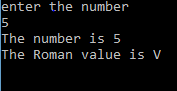 enter the number
5
The number is 5
The Roman value is V